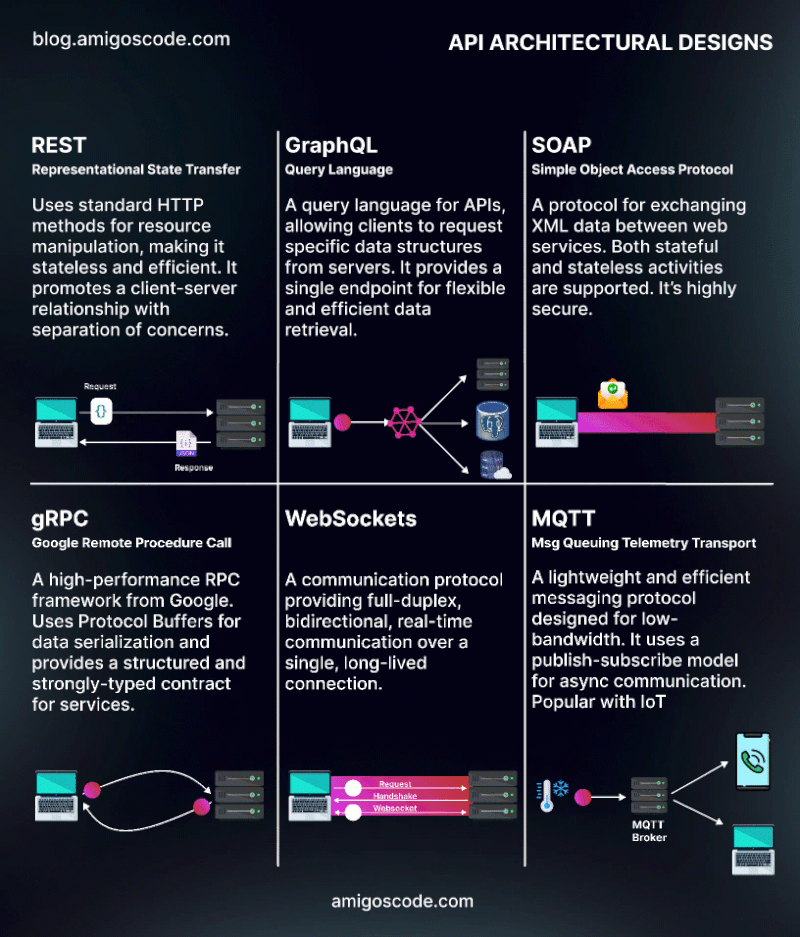 blog.amigoscode.com
API ARCHITECTURAL DESIGNS
REST
Representational State Transfer
Uses standard HTTP
methods for resource
manipulation, making it
stateless and efficient. It
promotes a client-server
relationship with
separation of concerns.
Request
{}
{}
JSON
Response
GraphQL
Query Language
A query language for APIs,
allowing clients to request
specific data structures
from servers. It provides a
single endpoint for flexible
and efficient data
retrieval.
SOAP
Simple Object Access Protocol
A protocol for exchanging
XML data between web
services. Both stateful
and stateless activities
are supported. It's highly
secure.
gRPC
Google Remote Procedure Call
A high-performance RPC
framework from Google.
Uses Protocol Buffers for
data serialization and
provides a structured and
strongly-typed contract
for services.
WebSockets
A communication protocol
providing full-duplex,
bidirectional, real-time
communication over a
single, long-lived
connection.
Request
Handshake
Websocket
MQTT
Msg Queuing Telemetry Transport
A lightweight and efficient
messaging protocol
designed for low-
bandwidth. It uses a
publish-subscribe model
for async communication.
Popular with IoT
MQTT
Broker
amigoscode.com